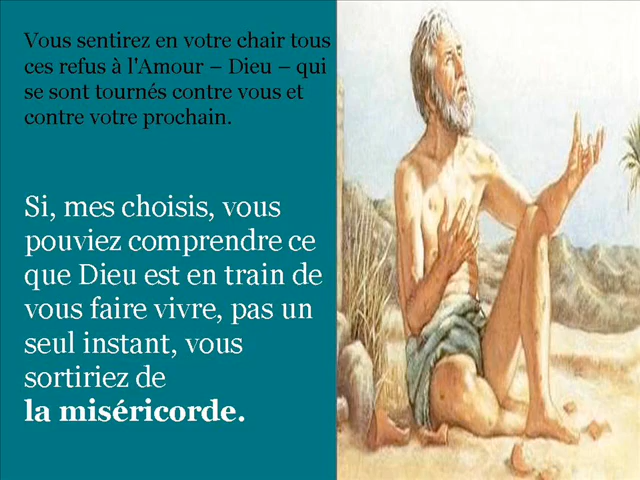 Vous sentirez en votre chair tous
ces refus à l'Amour – Dieu – qui
se sont tournés contre vous et
contre votre prochain.
Si, mes choisis, vous
pouviez comprendre ce
que Dieu est en train de
vous faire vivre, pas un
seul instant, vous
sortiriez de
la miséricorde.